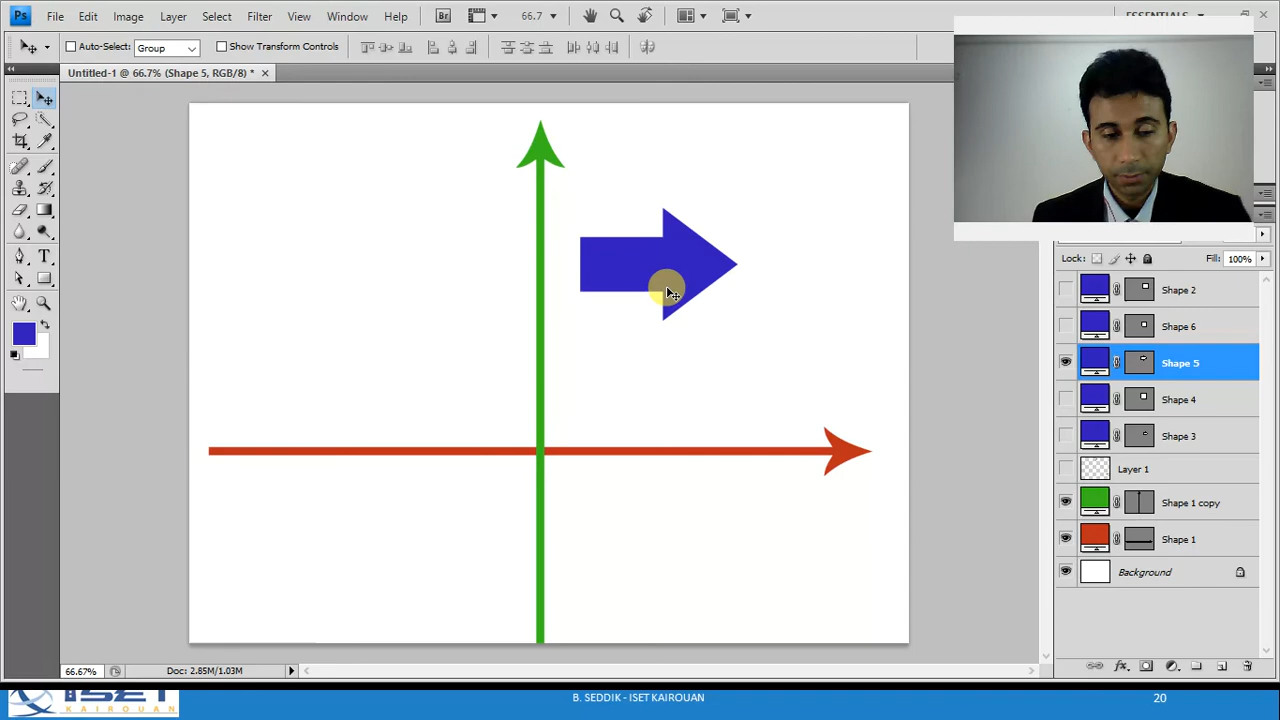 Ps File Edit Image Layer Select Filter View Window Help Br 66.7
Auto-Select: Group Show Transform Controls
Untitled-1 @ 66.7% (Shape 5, RGB/8) * ×
Lock: Fill: 100%
Shape 2
Shape 6
Shape 5
Shape 4
Shape 3
Layer 1
Shape 1 copy
Shape 1
Background
66.67% Doc: 2.85M/1.03M
ISET
KAIROUAN
B. SEDDIK - ISET KAIROUAN
20